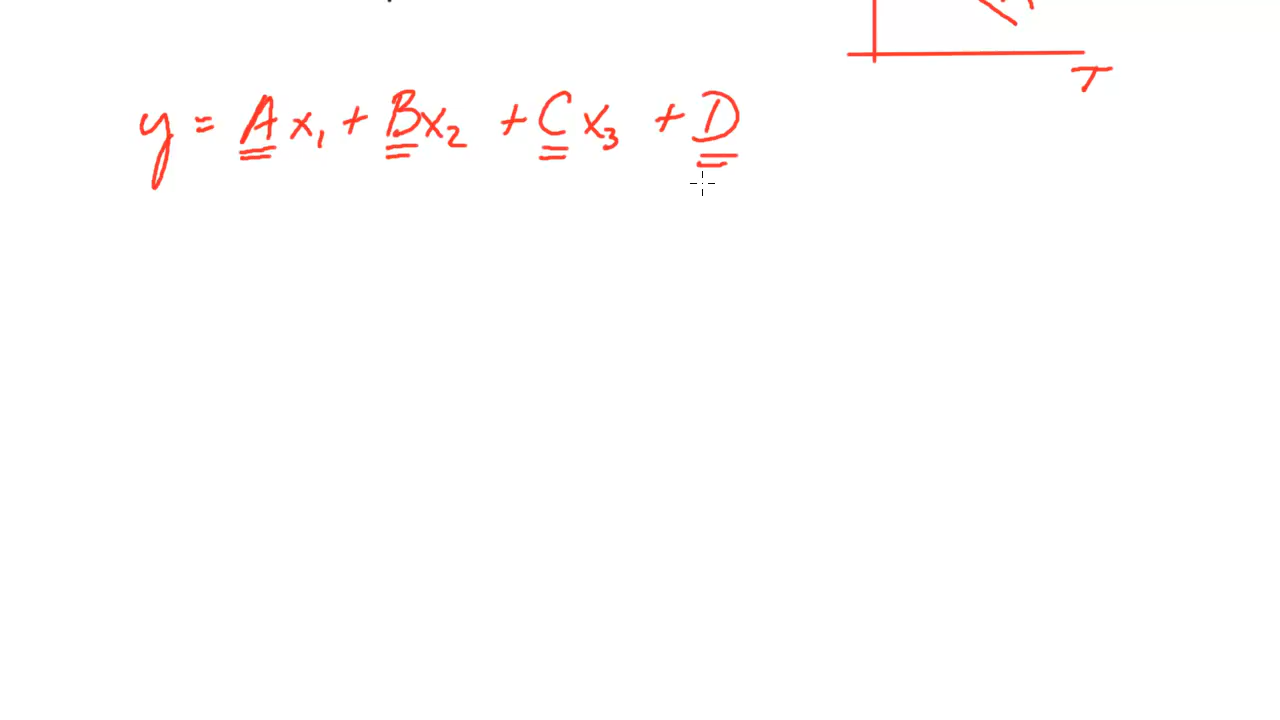 T
y = Ax₁ + Bx₂ + Cx₃ + D